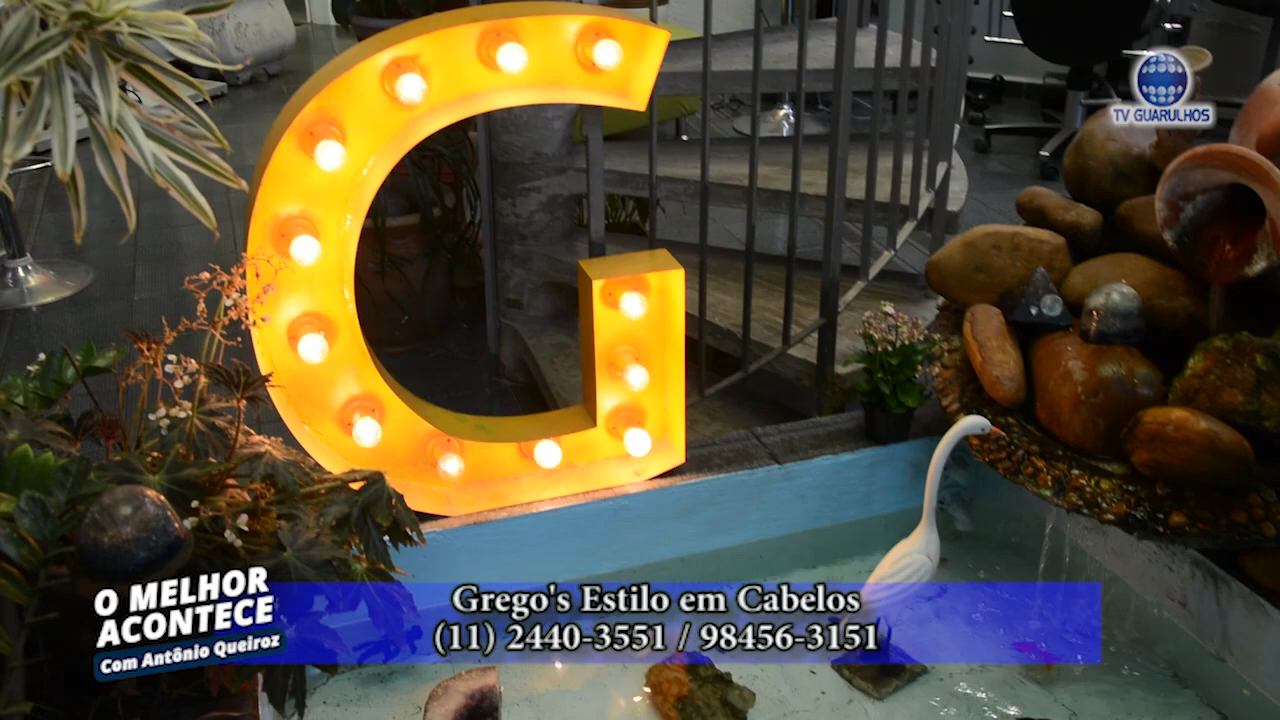 G
TV GUARULHOS
O MELHOR
ACONTECE
Com Antônio Queiroz
Grego's Estilo em Cabelos
(11) 2440-3551 / 98456-3151